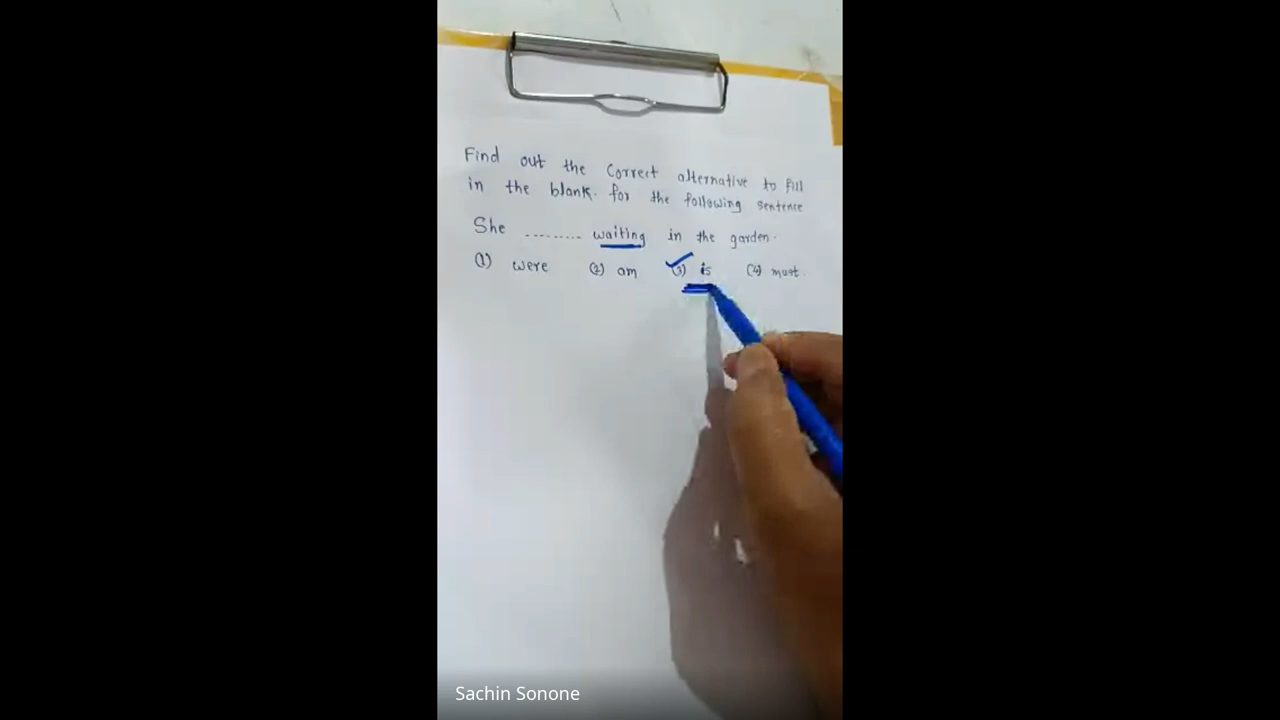 Find out the Correct alternative to fill
in the blank. for the following sentence
She ......... waiting in the garden.
(1) were (2) am (3) is (4) must.
Sachin Sonone